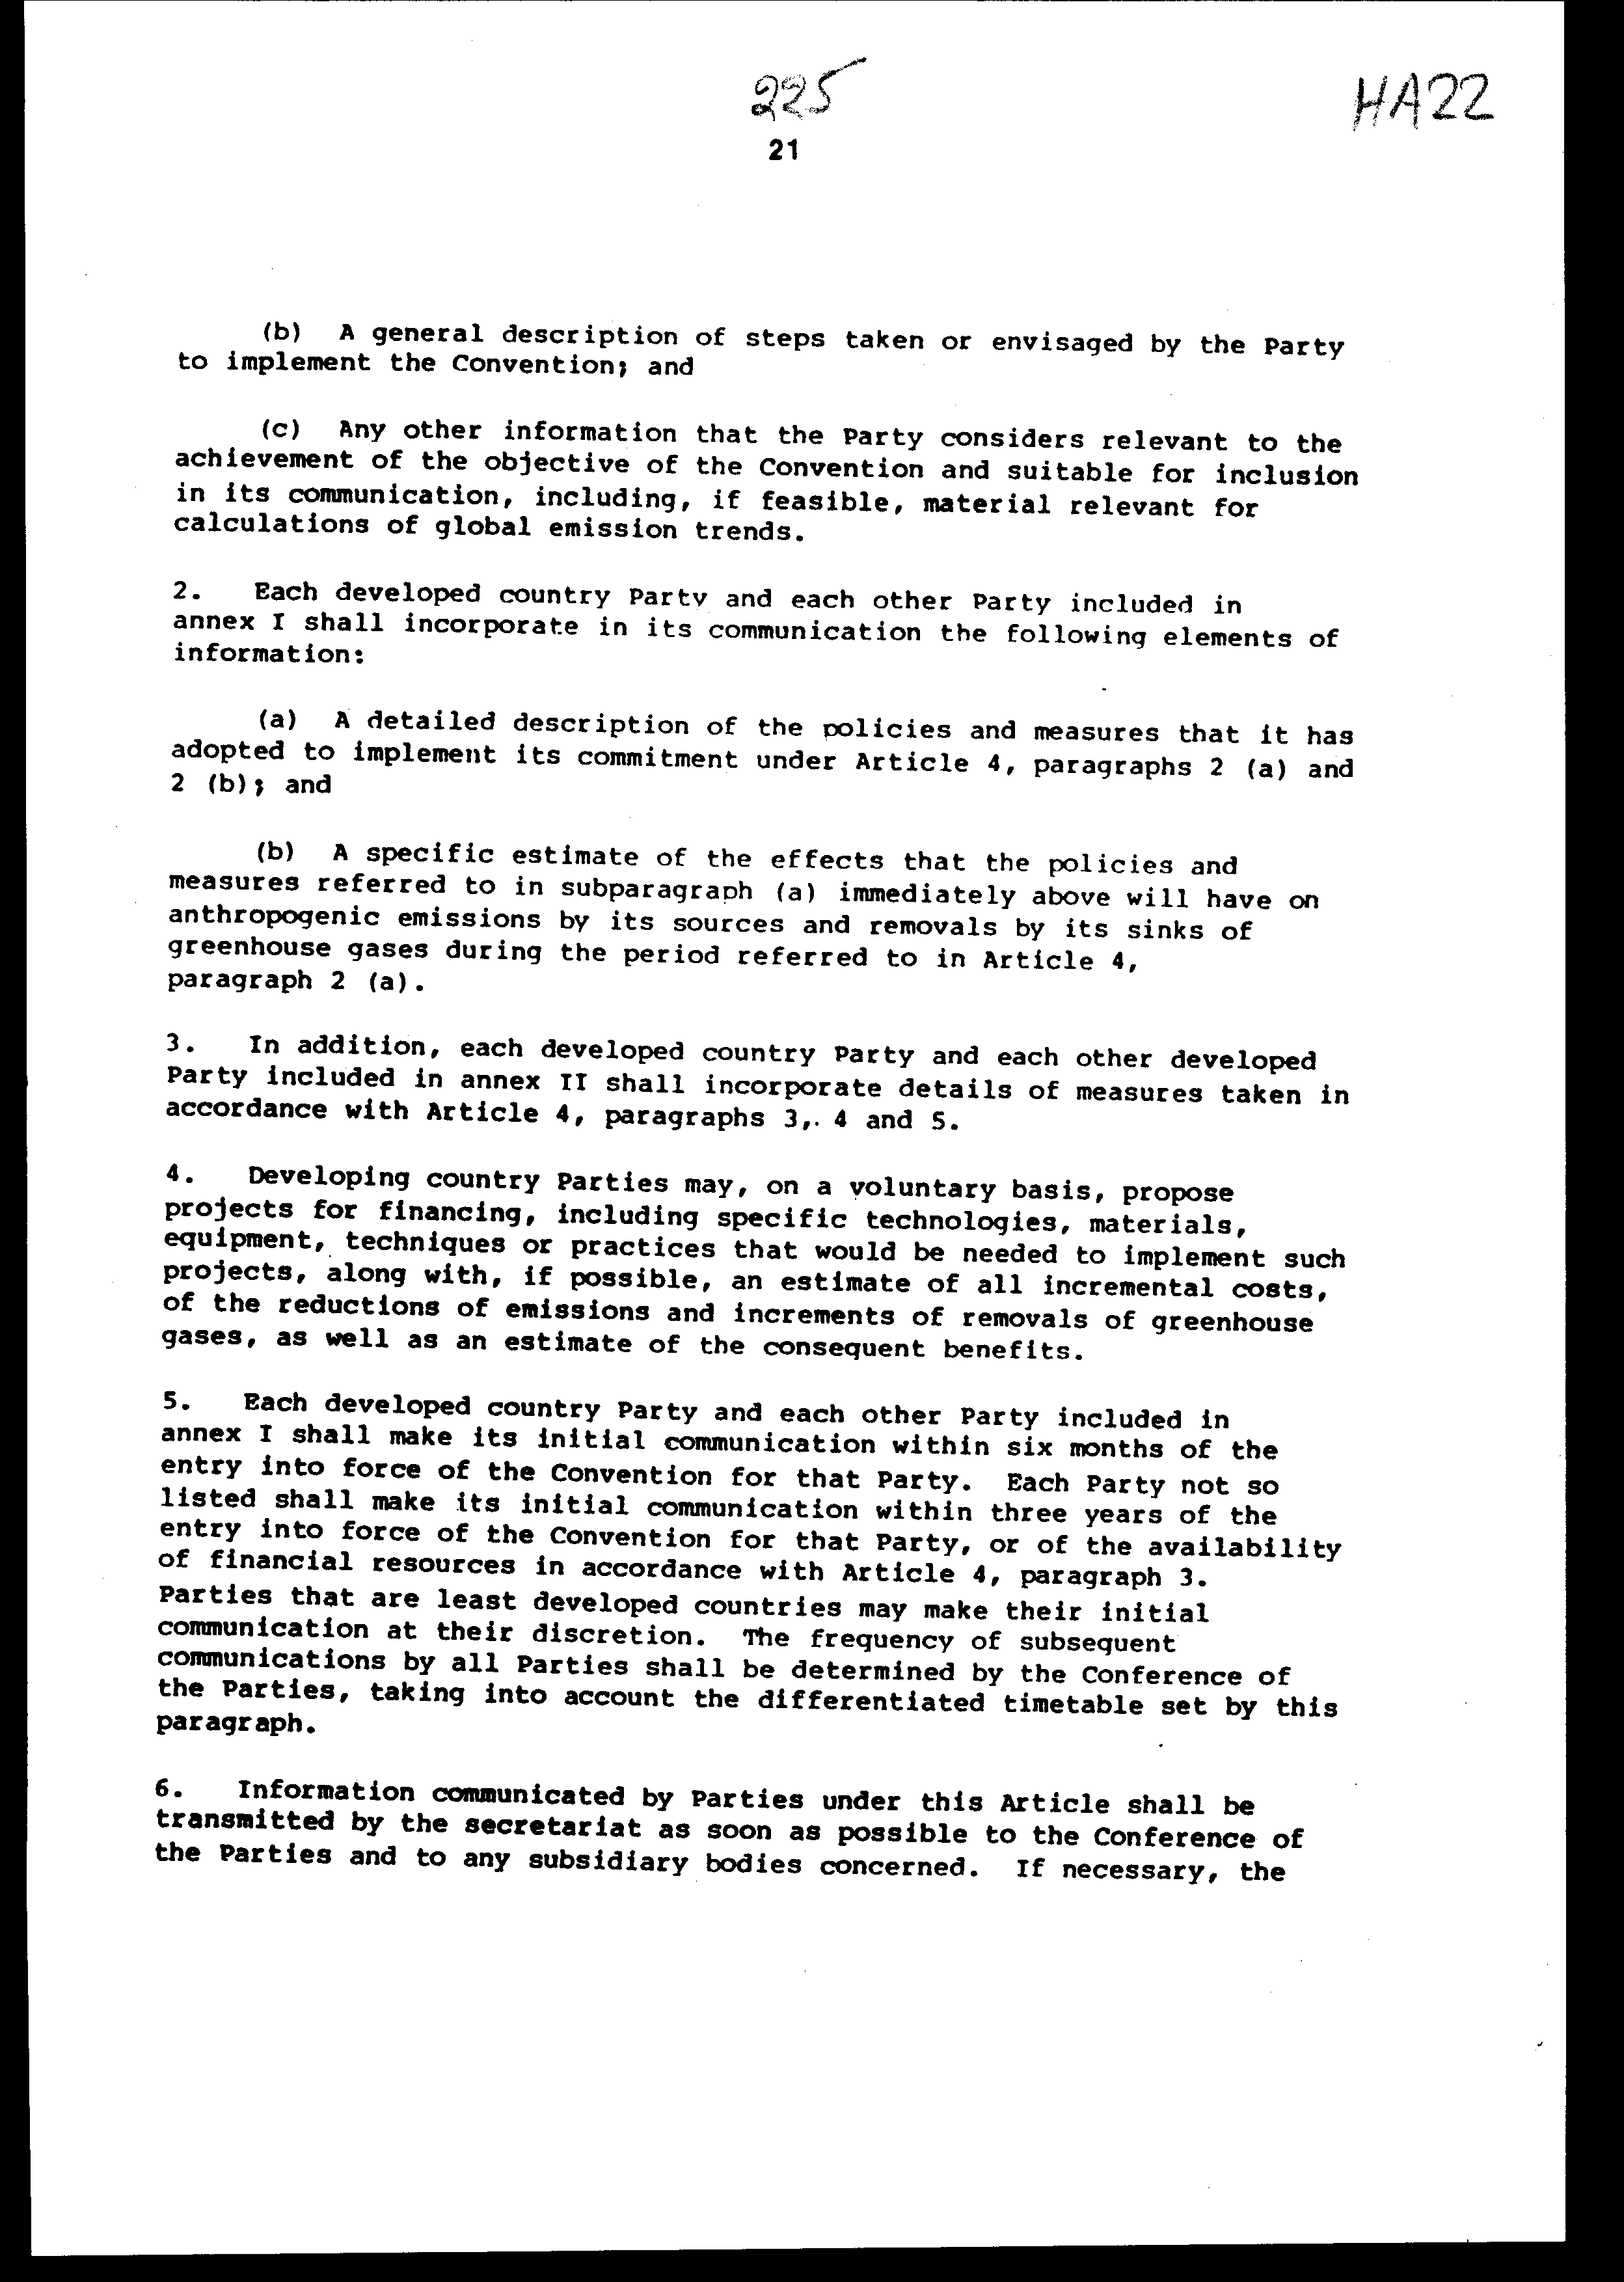 225
HA22
21
(b) A general description of steps taken or envisaged by the Party
to implement the Convention; and
(c) Any other information that the Party considers relevant to the
achievement of the objective of the Convention and suitable for inclusion
in its communication, including, if feasible, material relevant for
calculations of global emission trends.
2. Each developed country Party and each other Party included in
annex I shall incorporate in its communication the following elements of
information:
(a) A detailed description of the policies and measures that it has
adopted to implement its commitment under Article 4, paragraphs 2 (a) and
2 (b); and
(b) A specific estimate of the effects that the policies and
measures referred to in subparagraph (a) immediately above will have on
anthropogenic emissions by its sources and removals by its sinks of
greenhouse gases during the period referred to in Article 4,
paragraph 2 (a).
3. In addition, each developed country Party and each other developed
Party included in annex II shall incorporate details of measures taken in
accordance with Article 4, paragraphs 3, 4 and 5.
4. Developing country Parties may, on a voluntary basis, propose
projects for financing, including specific technologies, materials,
equipment, techniques or practices that would be needed to implement such
projects, along with, if possible, an estimate of all incremental costs,
of the reductions of emissions and increments of removals of greenhouse
gases, as well as an estimate of the consequent benefits.
5. Each developed country Party and each other Party included in
annex I shall make its initial communication within six months of the
entry into force of the Convention for that Party. Each Party not so
listed shall make its initial communication within three years of the
entry into force of the Convention for that Party, or of the availability
of financial resources in accordance with Article 4, paragraph 3.
Parties that are least developed countries may make their initial
communication at their discretion. The frequency of subsequent
communications by all Parties shall be determined by the Conference of
the Parties, taking into account the differentiated timetable set by this
paragraph.
6. Information communicated by Parties under this Article shall be
transmitted by the secretariat as soon as possible to the Conference of
the Parties and to any subsidiary bodies concerned. If necessary, the